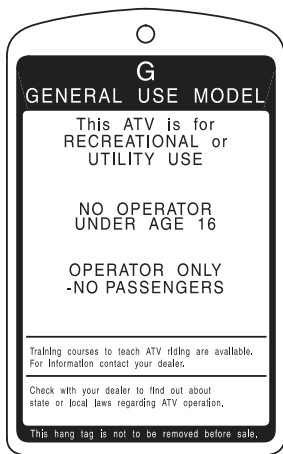 G
GENERAL USE MODEL
This ATV is for
RECREATIONAL or
UTILITY USE
NO OPERATOR
UNDER AGE 16
OPERATOR ONLY
-NO PASSENGERS
Training courses to teach ATV riding are available.
For information contact your dealer.
Check with your dealer to find out about
state or local laws regarding ATV operation.
This hang tag is not to be removed before sale.